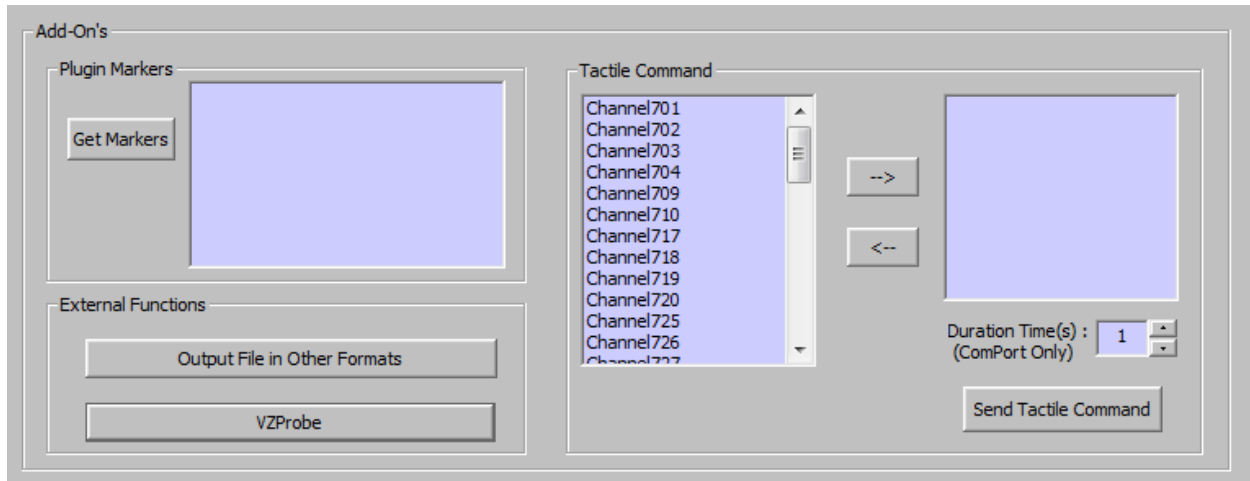 Add-On's
Plugin Markers
Get Markers
External Functions
Output File in Other Formats
VZProbe
Tactile Command
Channel701
Channel702
Channel703
Channel704
Channel709
Channel710
Channel717
Channel718
Channel719
Channel720
Channel725
Channel726
Channel727
-->
<--
Duration Time(s) : 1
(ComPort Only)
Send Tactile Command